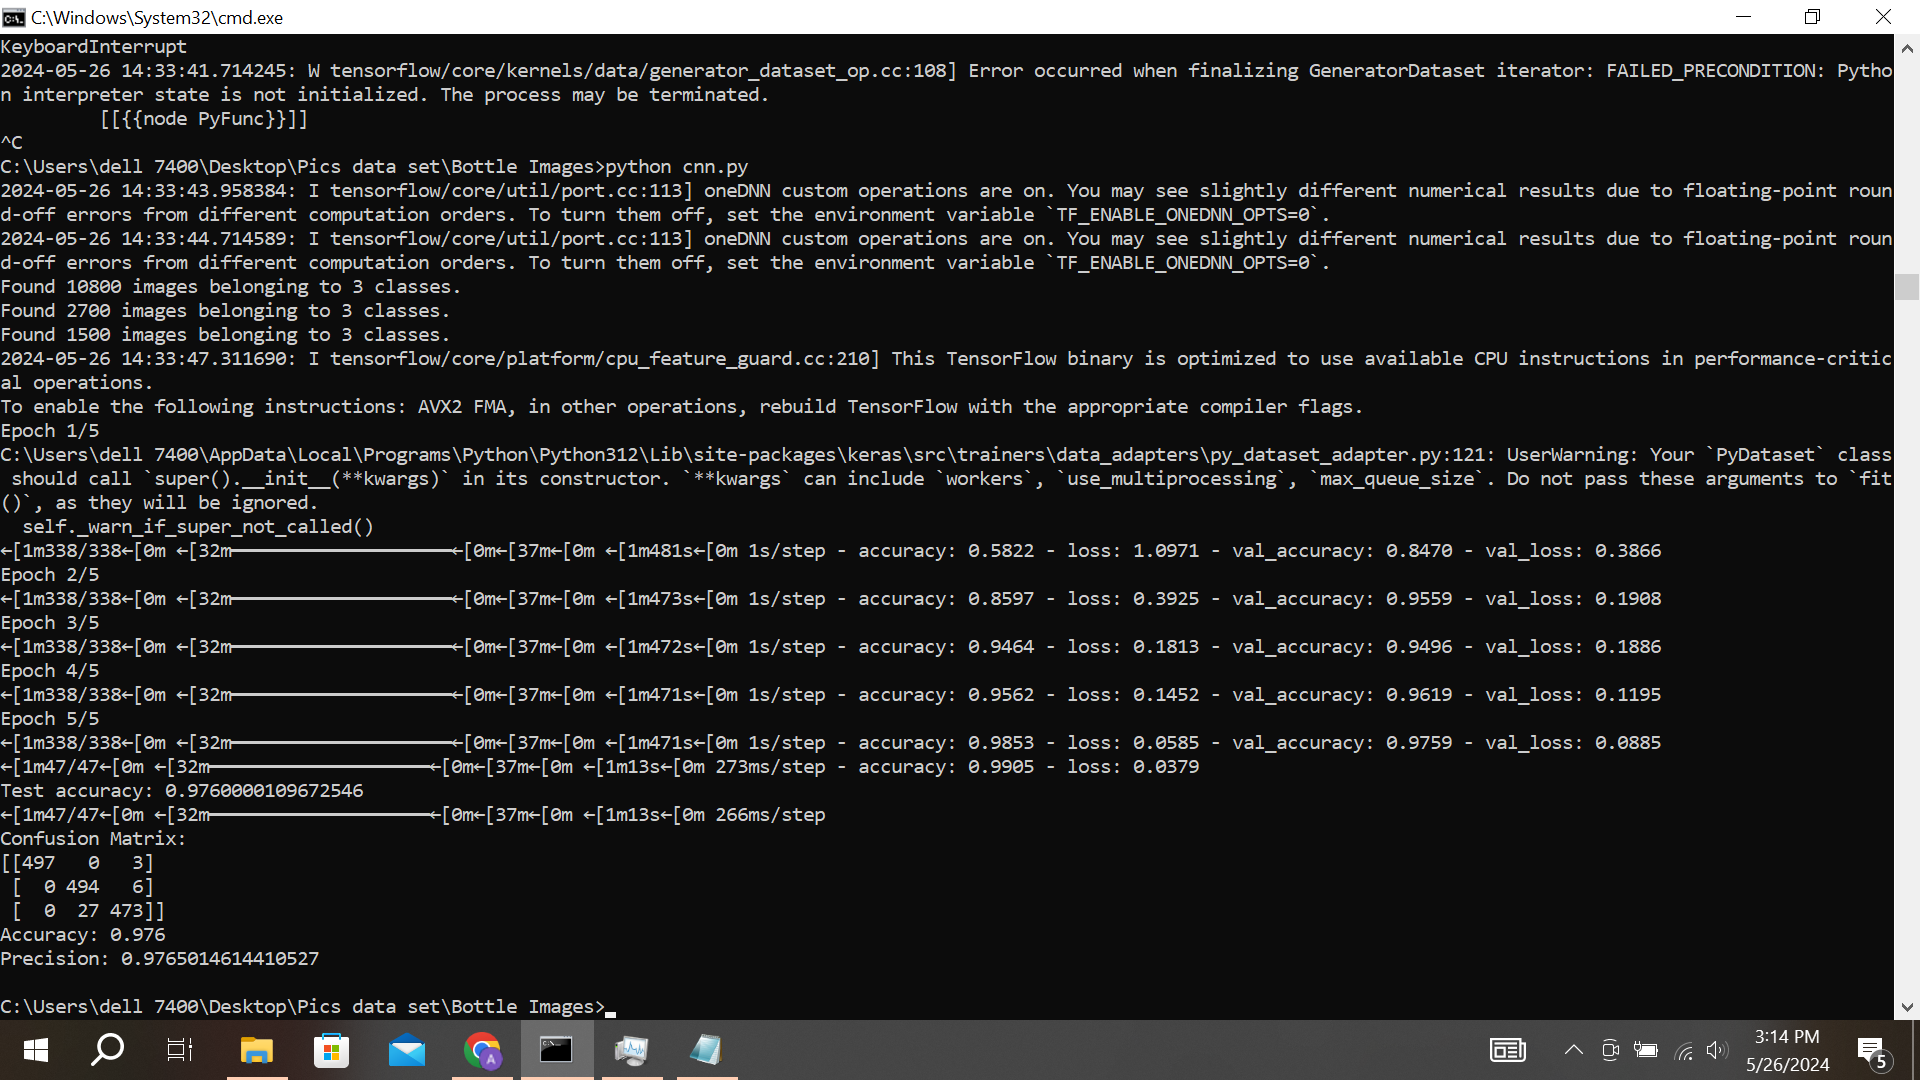 C:\Windows\System32\cmd.exe
KeyboardInterrupt
2024-05-26 14:33:41.714245: W tensorflow/core/kernels/data/generator_dataset_op.cc:108] Error occurred when finalizing GeneratorDataset iterator: FAILED_PRECONDITION: Pytho
n interpreter state is not initialized. The process may be terminated.
         [[{{node PyFunc}}]]
^C
C:\Users\dell 7400\Desktop\Pics data set\Bottle Images>python cnn.py
2024-05-26 14:33:43.958384: I tensorflow/core/util/port.cc:113] oneDNN custom operations are on. You may see slightly different numerical results due to floating-point roun
d-off errors from different computation orders. To turn them off, set the environment variable `TF_ENABLE_ONEDNN_OPTS=0`.
2024-05-26 14:33:44.714589: I tensorflow/core/util/port.cc:113] oneDNN custom operations are on. You may see slightly different numerical results due to floating-point roun
d-off errors from different computation orders. To turn them off, set the environment variable `TF_ENABLE_ONEDNN_OPTS=0`.
Found 10800 images belonging to 3 classes.
Found 2700 images belonging to 3 classes.
Found 1500 images belonging to 3 classes.
2024-05-26 14:33:47.311690: I tensorflow/core/platform/cpu_feature_guard.cc:210] This TensorFlow binary is optimized to use available CPU instructions in performance-critic
al operations.
To enable the following instructions: AVX2 FMA, in other operations, rebuild TensorFlow with the appropriate compiler flags.
Epoch 1/5
C:\Users\dell 7400\AppData\Local\Programs\Python\Python312\Lib\site-packages\keras\src\trainers\data_adapters\py_dataset_adapter.py:121: UserWarning: Your `PyDataset` class
 should call `super().__init__(**kwargs)` in its constructor. `**kwargs` can include `workers`, `use_multiprocessing`, `max_queue_size`. Do not pass these arguments to `fit
()`, as they will be ignored.
  self._warn_if_super_not_called()
←[1m338/338←[0m ←[32m━━━━━━━━━━━━━━━━━━━━←[0m←[37m←[0m ←[1m481s←[0m 1s/step - accuracy: 0.5822 - loss: 1.0971 - val_accuracy: 0.8470 - val_loss: 0.3866
Epoch 2/5
←[1m338/338←[0m ←[32m━━━━━━━━━━━━━━━━━━━━←[0m←[37m←[0m ←[1m473s←[0m 1s/step - accuracy: 0.8597 - loss: 0.3925 - val_accuracy: 0.9559 - val_loss: 0.1908
Epoch 3/5
←[1m338/338←[0m ←[32m━━━━━━━━━━━━━━━━━━━━←[0m←[37m←[0m ←[1m472s←[0m 1s/step - accuracy: 0.9464 - loss: 0.1813 - val_accuracy: 0.9496 - val_loss: 0.1886
Epoch 4/5
←[1m338/338←[0m ←[32m━━━━━━━━━━━━━━━━━━━━←[0m←[37m←[0m ←[1m471s←[0m 1s/step - accuracy: 0.9562 - loss: 0.1452 - val_accuracy: 0.9619 - val_loss: 0.1195
Epoch 5/5
←[1m338/338←[0m ←[32m━━━━━━━━━━━━━━━━━━━━←[0m←[37m←[0m ←[1m471s←[0m 1s/step - accuracy: 0.9853 - loss: 0.0585 - val_accuracy: 0.9759 - val_loss: 0.0885
←[1m47/47←[0m ←[32m━━━━━━━━━━━━━━━━━━━━←[0m←[37m←[0m ←[1m13s←[0m 273ms/step - accuracy: 0.9905 - loss: 0.0379
Test accuracy: 0.9760000109672546
←[1m47/47←[0m ←[32m━━━━━━━━━━━━━━━━━━━━←[0m←[37m←[0m ←[1m13s←[0m 266ms/step
Confusion Matrix:
[[497   0   3]
 [  0 494   6]
 [  0  27 473]]
Accuracy: 0.976
Precision: 0.9765014614410527
C:\Users\dell 7400\Desktop\Pics data set\Bottle Images>
A
3:14 PM
5/26/2024
5